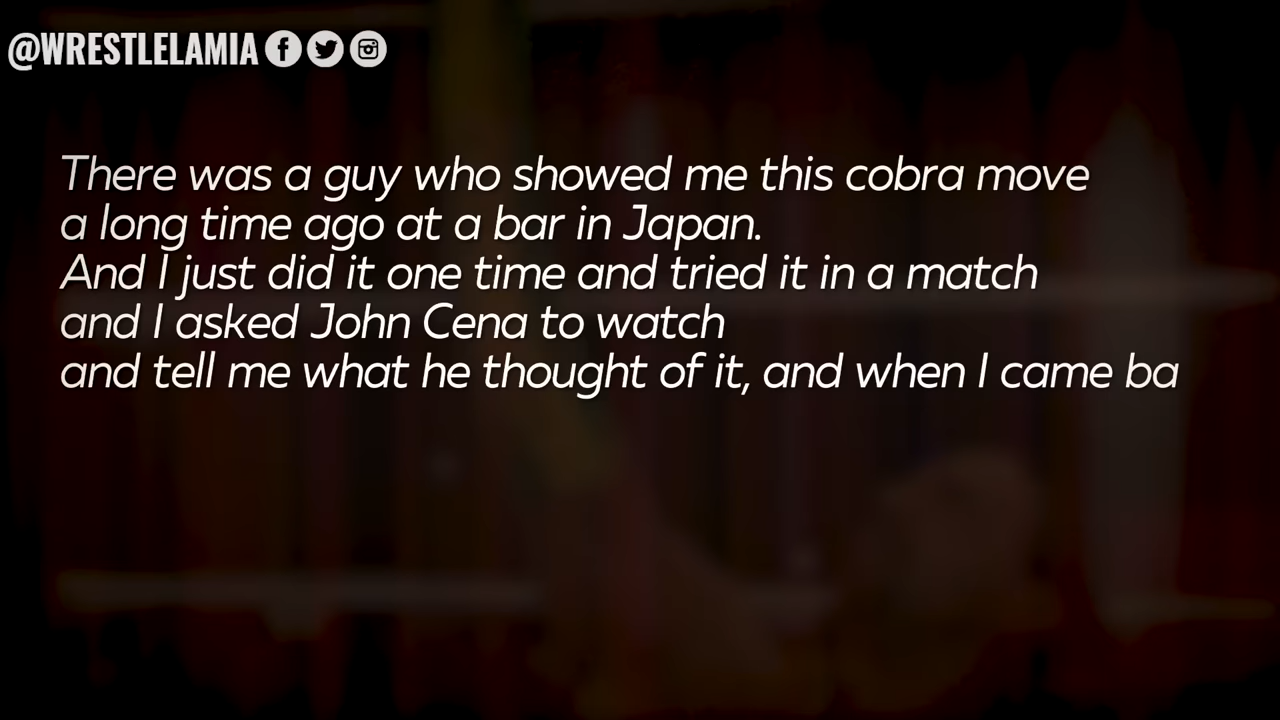 @WRESTLELAMIA
There was a guy who showed me this cobra move
a long time ago at a bar in Japan.
And I just did it one time and tried it in a match
and I asked John Cena to watch
and tell me what he thought of it, and when I came ba